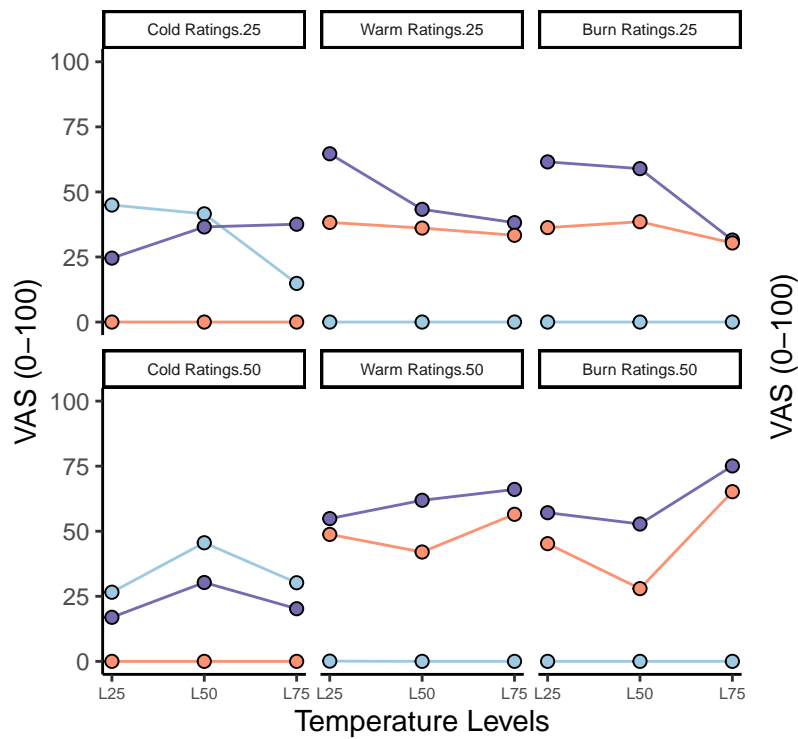 Cold Ratings.25 Warm Ratings.25 Burn Ratings.25
100
75
50
25
0
VAS (0−100)
VAS (0−100)
Cold Ratings.50 Warm Ratings.50 Burn Ratings.50
100
75
50
25
0
L25 L50 L75 L25 L50 L75 L25 L50 L75
Temperature Levels